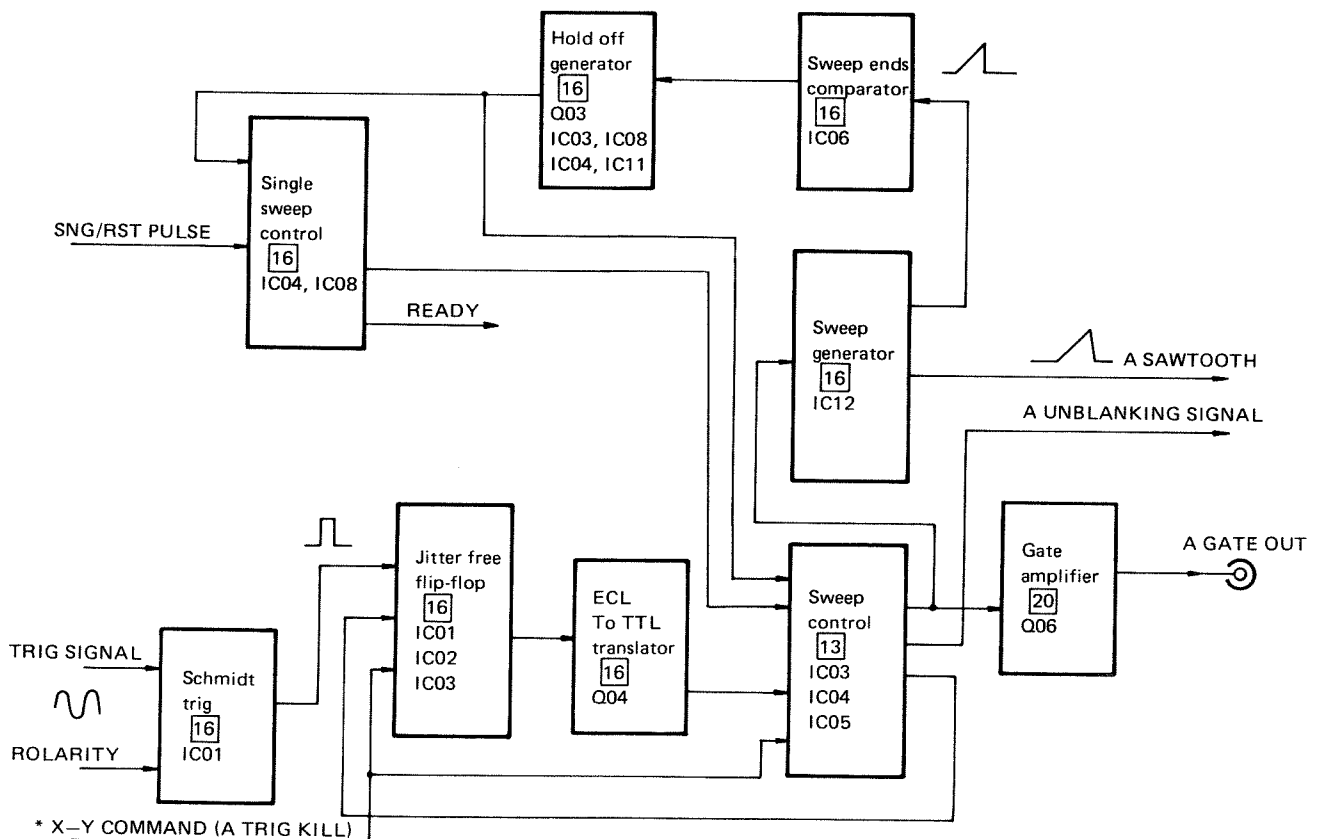 Hold off
generator
16
Q03
IC03, IC08
IC04, IC11
Sweep ends
comparator
16
IC06
Single
sweep
control
16
IC04, IC08
SNG/RST PULSE
READY
Sweep
generator
16
IC12
A SAWTOOTH
A UNBLANKING SIGNAL
Jitter free
flip-flop
16
IC01
IC02
IC03
ECL
To TTL
translator
16
Q04
Sweep
control
13
IC03
IC04
IC05
Gate
amplifier
20
Q06
A GATE OUT
TRIG SIGNAL
ROLARITY
Schmidt
trig
16
IC01
* X–Y COMMAND (A TRIG KILL)